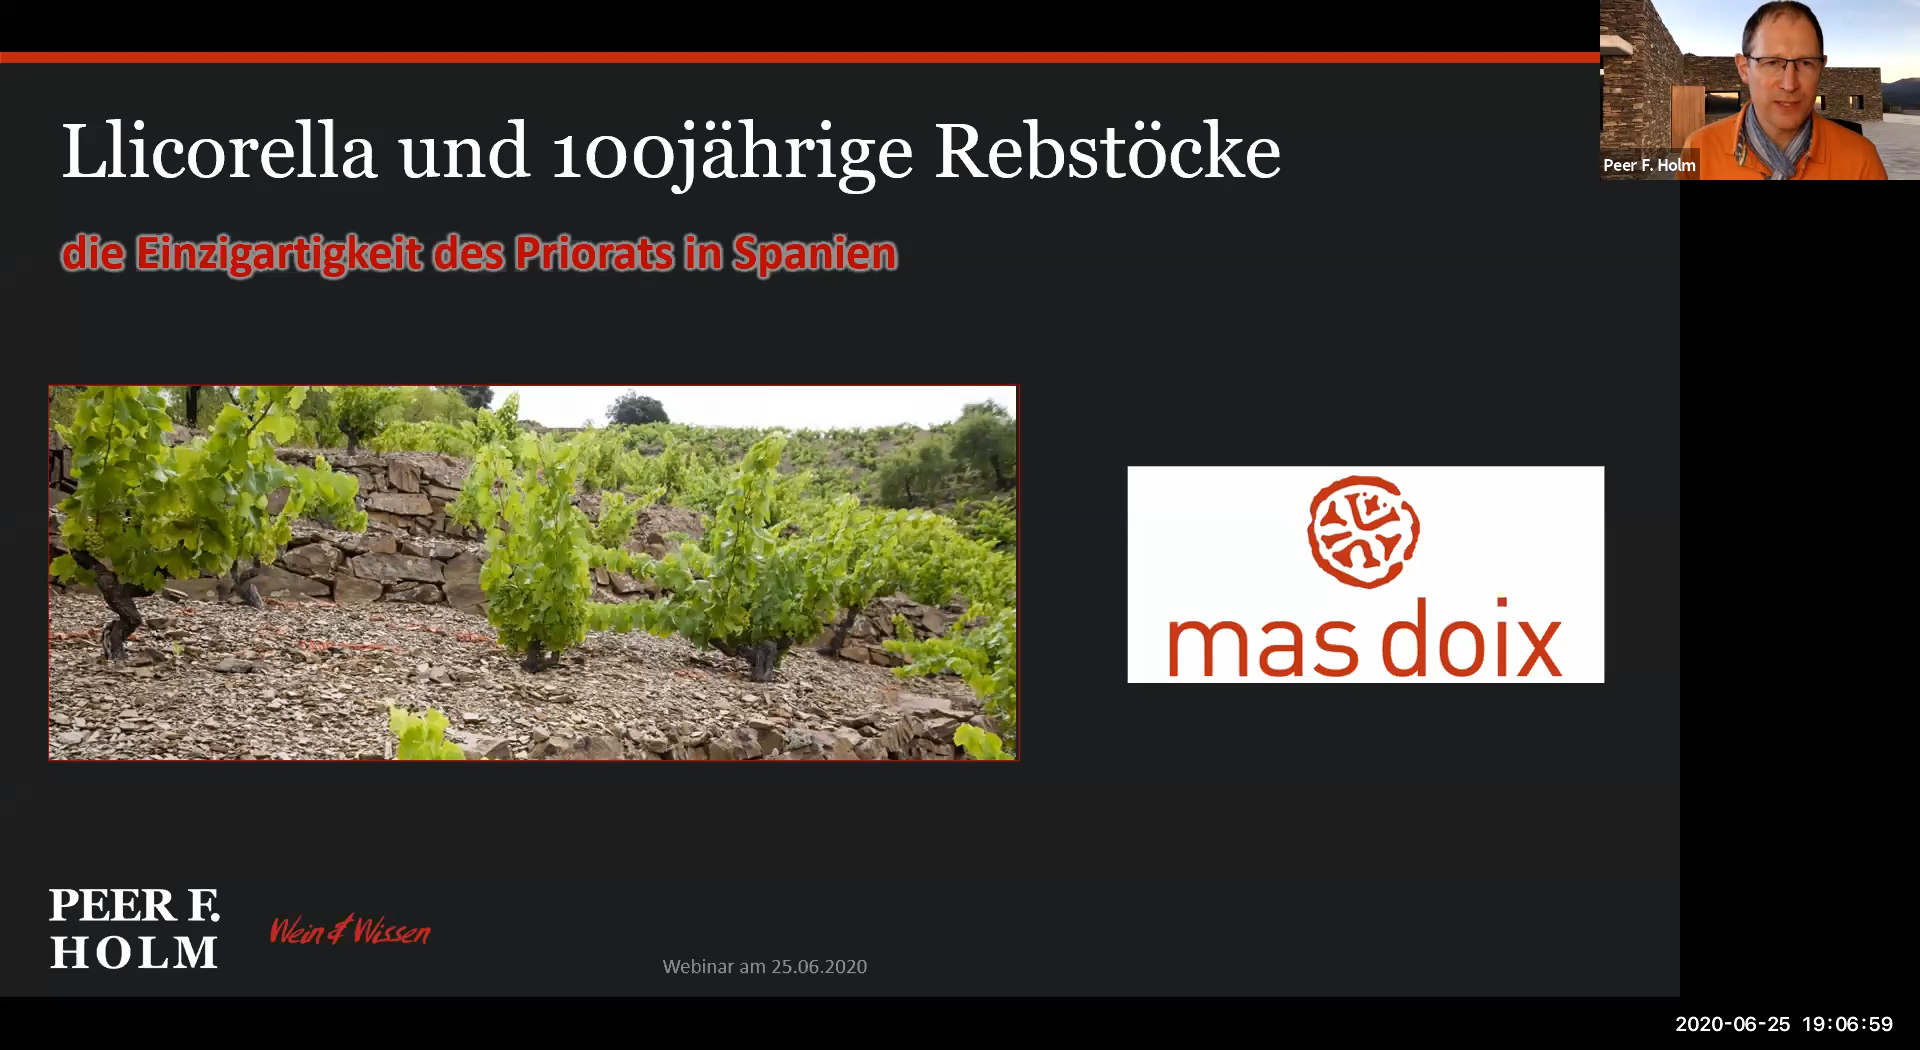 Llicorella und 100jährige Rebstöcke
die Einzigartigkeit des Priorats in Spanien
Peer F. Holm
mas doix
PEER F.
HOLM
Wein & Wissen
Webinar am 25.06.2020
2020-06-25 19:06:59